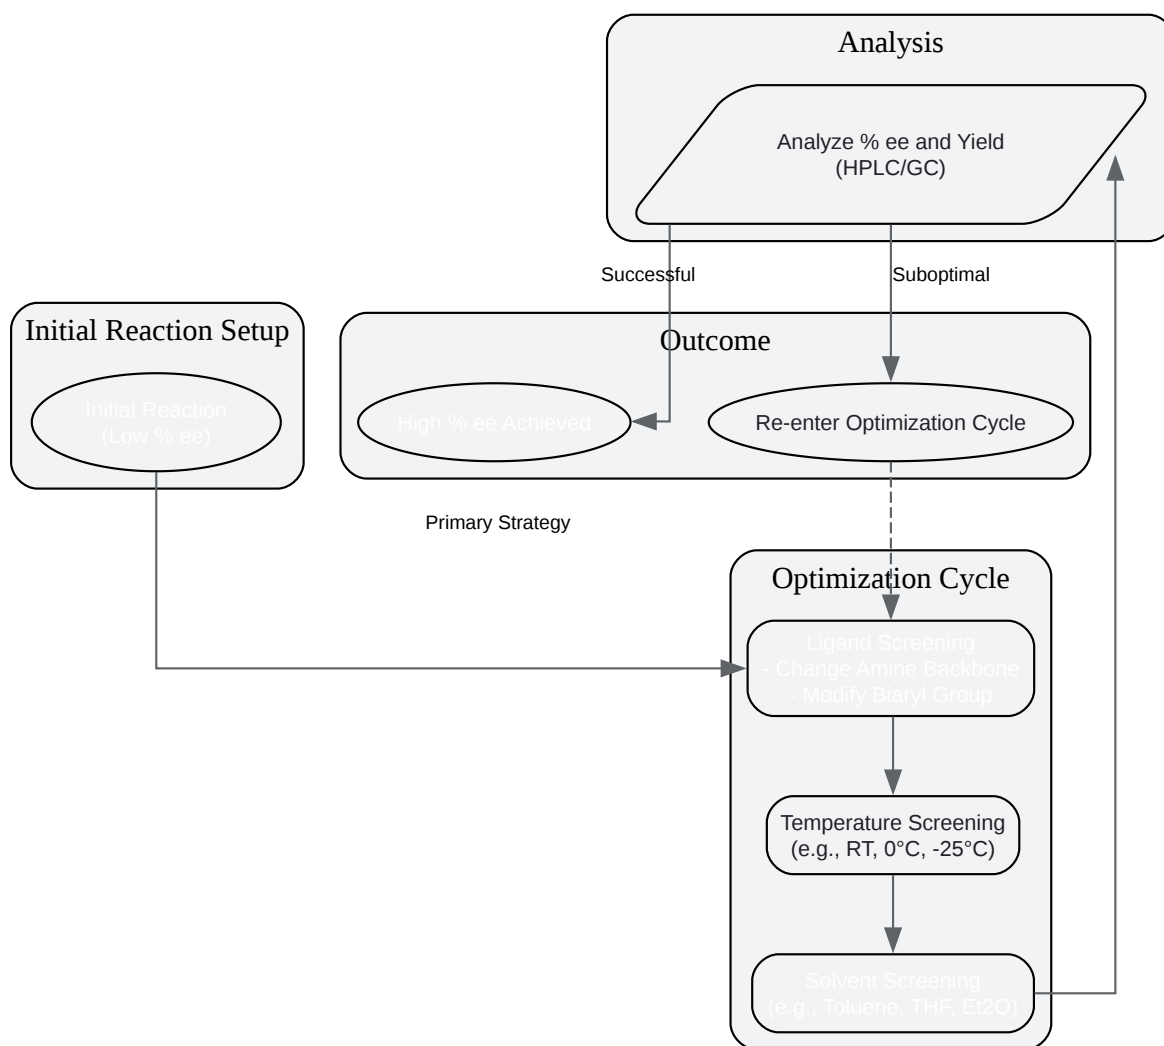 Analysis
Analyze % ee and Yield
(HPLC/GC)
Successful
Suboptimal
Initial Reaction Setup
Initial Reaction
(Low % ee)
Outcome
High % ee Achieved
Re-enter Optimization Cycle
Primary Strategy
Optimization Cycle
Ligand Screening
- Change Amine Backbone
- Modify Biaryl Group
Temperature Screening
(e.g., RT, 0°C, -25°C)
Solvent Screening
(e.g., Toluene, THF, Et2O)